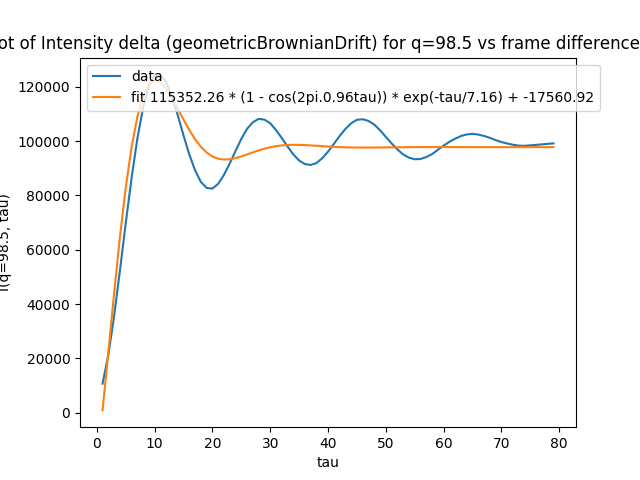 ot of Intensity delta (geometricBrownianDrift) for q=98.5 vs frame difference
data
fit 115352.26 * (1 - cos(2pi.0.96tau)) * exp(-tau/7.16) + -17560.92
120000
100000
80000
60000
40000
20000
0
I(q=98.5, tau)
0 10 20 30 40 50 60 70 80
tau